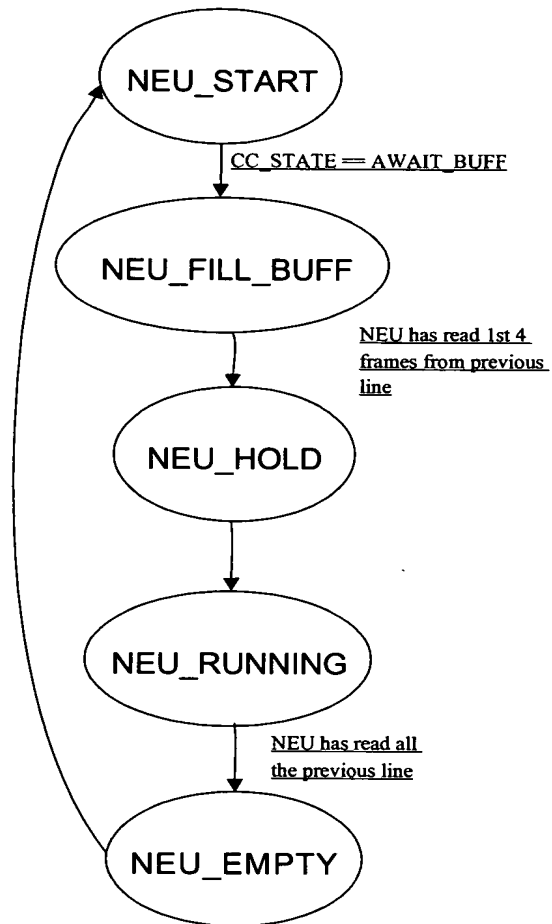 NEU_START
CC_STATE == AWAIT_BUFF
NEU_FILL_BUFF
NEU has read 1st 4
frames from previous
line
NEU_HOLD
NEU_RUNNING
NEU has read all
the previous line
NEU_EMPTY